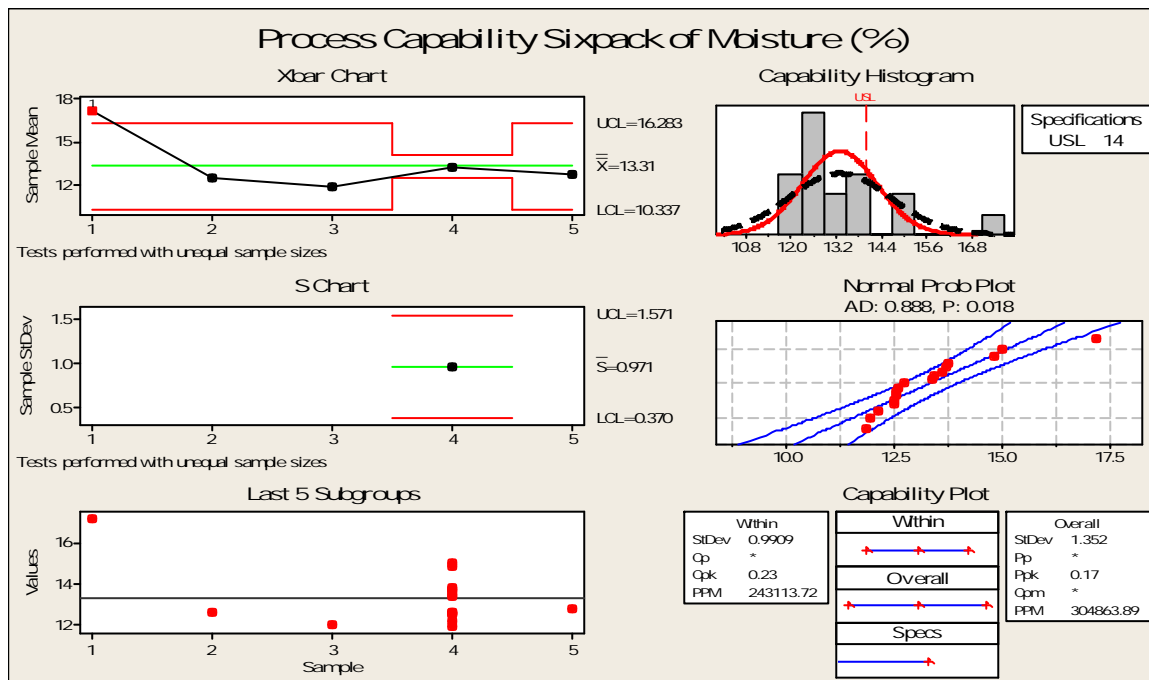 Process Capability Sixpack of Moisture (%)
Xbar Chart
Sample Mean
18
15
12
1
1 2 3 4 5
UCL=16.283
X=13.31
LCL=10.337
Tests performed with unequal sample sizes
Capability Histogram
USL
10.8 12.0 13.2 14.4 15.6 16.8
Specifications
USL 14
S Chart
Sample StDev
1.5
1.0
0.5
1 2 3 4 5
UCL=1.571
S=0.971
LCL=0.370
Tests performed with unequal sample sizes
Normal Prob Plot
AD: 0.888, P: 0.018
10.0 12.5 15.0 17.5
Last 5 Subgroups
Values
16
14
12
1 2 3 4 5
Sample
Capability Plot
Within
StDev 0.9909
Cp *
Cpk 0.23
PPM 243113.72
Within
Overall
Specs
Overall
StDev 1.352
Pp *
Ppk 0.17
Cpm *
PPM 304863.89